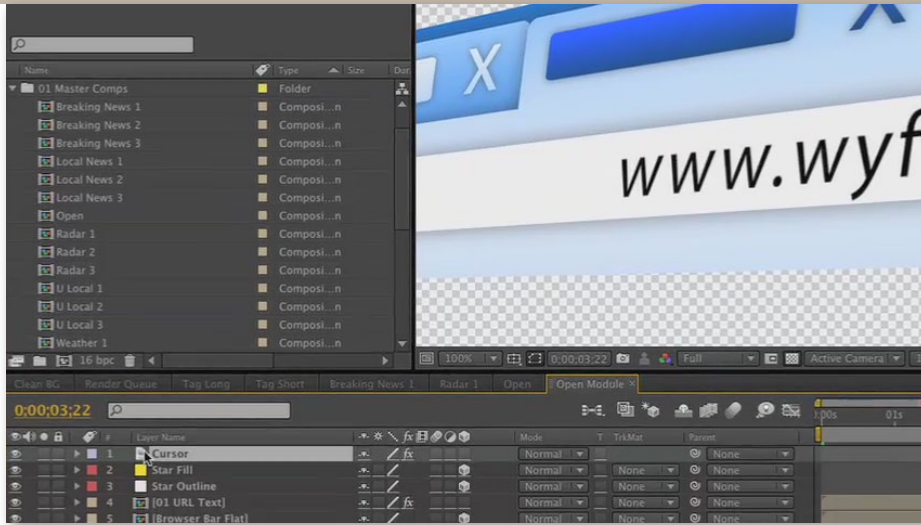 Name Type Size Dur
01 Master Comps Folder
Breaking News 1 Composi...n
Breaking News 2 Composi...n
Breaking News 3 Composi...n
Local News 1 Composi...n
Local News 2 Composi...n
Local News 3 Composi...n
Open Composi...n
Radar 1 Composi...n
Radar 2 Composi...n
Radar 3 Composi...n
U Local 1 Composi...n
U Local 2 Composi...n
U Local 3 Composi...n
Weather 1 Composi...n
16 bpc
X
X
www.wyf
100% 0;00;03;22 Full Active Camera 1
Clean BG Render Queue Tag Long Tag Short Breaking News 1 Radar 1 Open Open Module ×
0;00;03;22 :00s 01s
# Layer Name fx Mode T TrkMat Parent
1 Cursor fx Normal None
2 Star Fill Normal None None
3 Star Outline Normal None None
4 [01 URL Text] fx Normal None None
5 [Browser Bar Flat] Normal None None